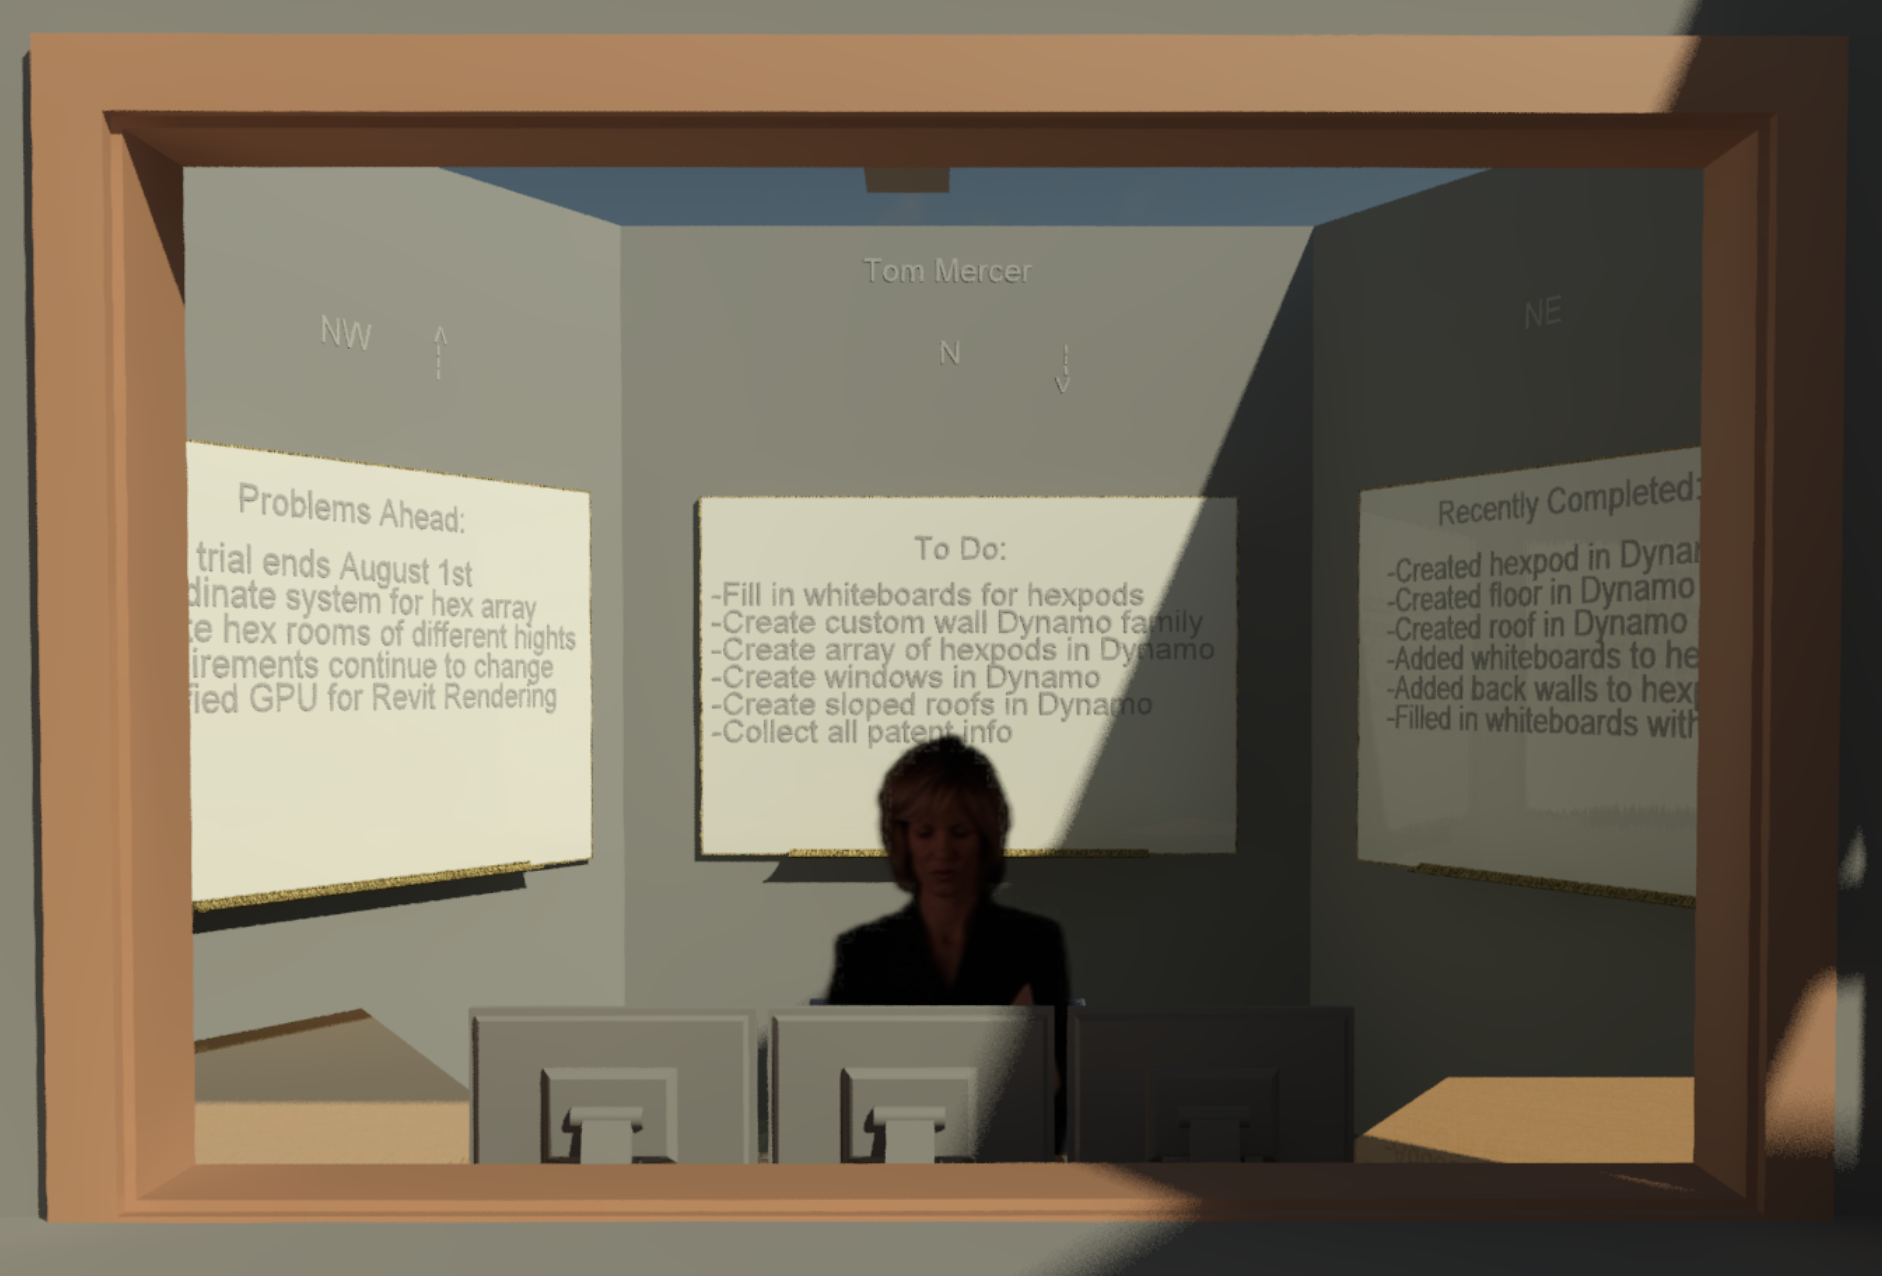 Tom Mercer
NW
N
NE
Problems Ahead:
trial ends August 1st
dinate system for hex array
te hex rooms of different hights
irements continue to change
fied GPU for Revit Rendering
To Do:
-Fill in whiteboards for hexpods
-Create custom wall Dynamo family
-Create array of hexpods in Dynamo
-Create windows in Dynamo
-Create sloped roofs in Dynamo
-Collect all patent info
Recently Completed:
-Created hexpod in Dynam
-Created floor in Dynamo
-Created roof in Dynamo
-Added whiteboards to he
-Added back walls to hexp
-Filled in whiteboards with